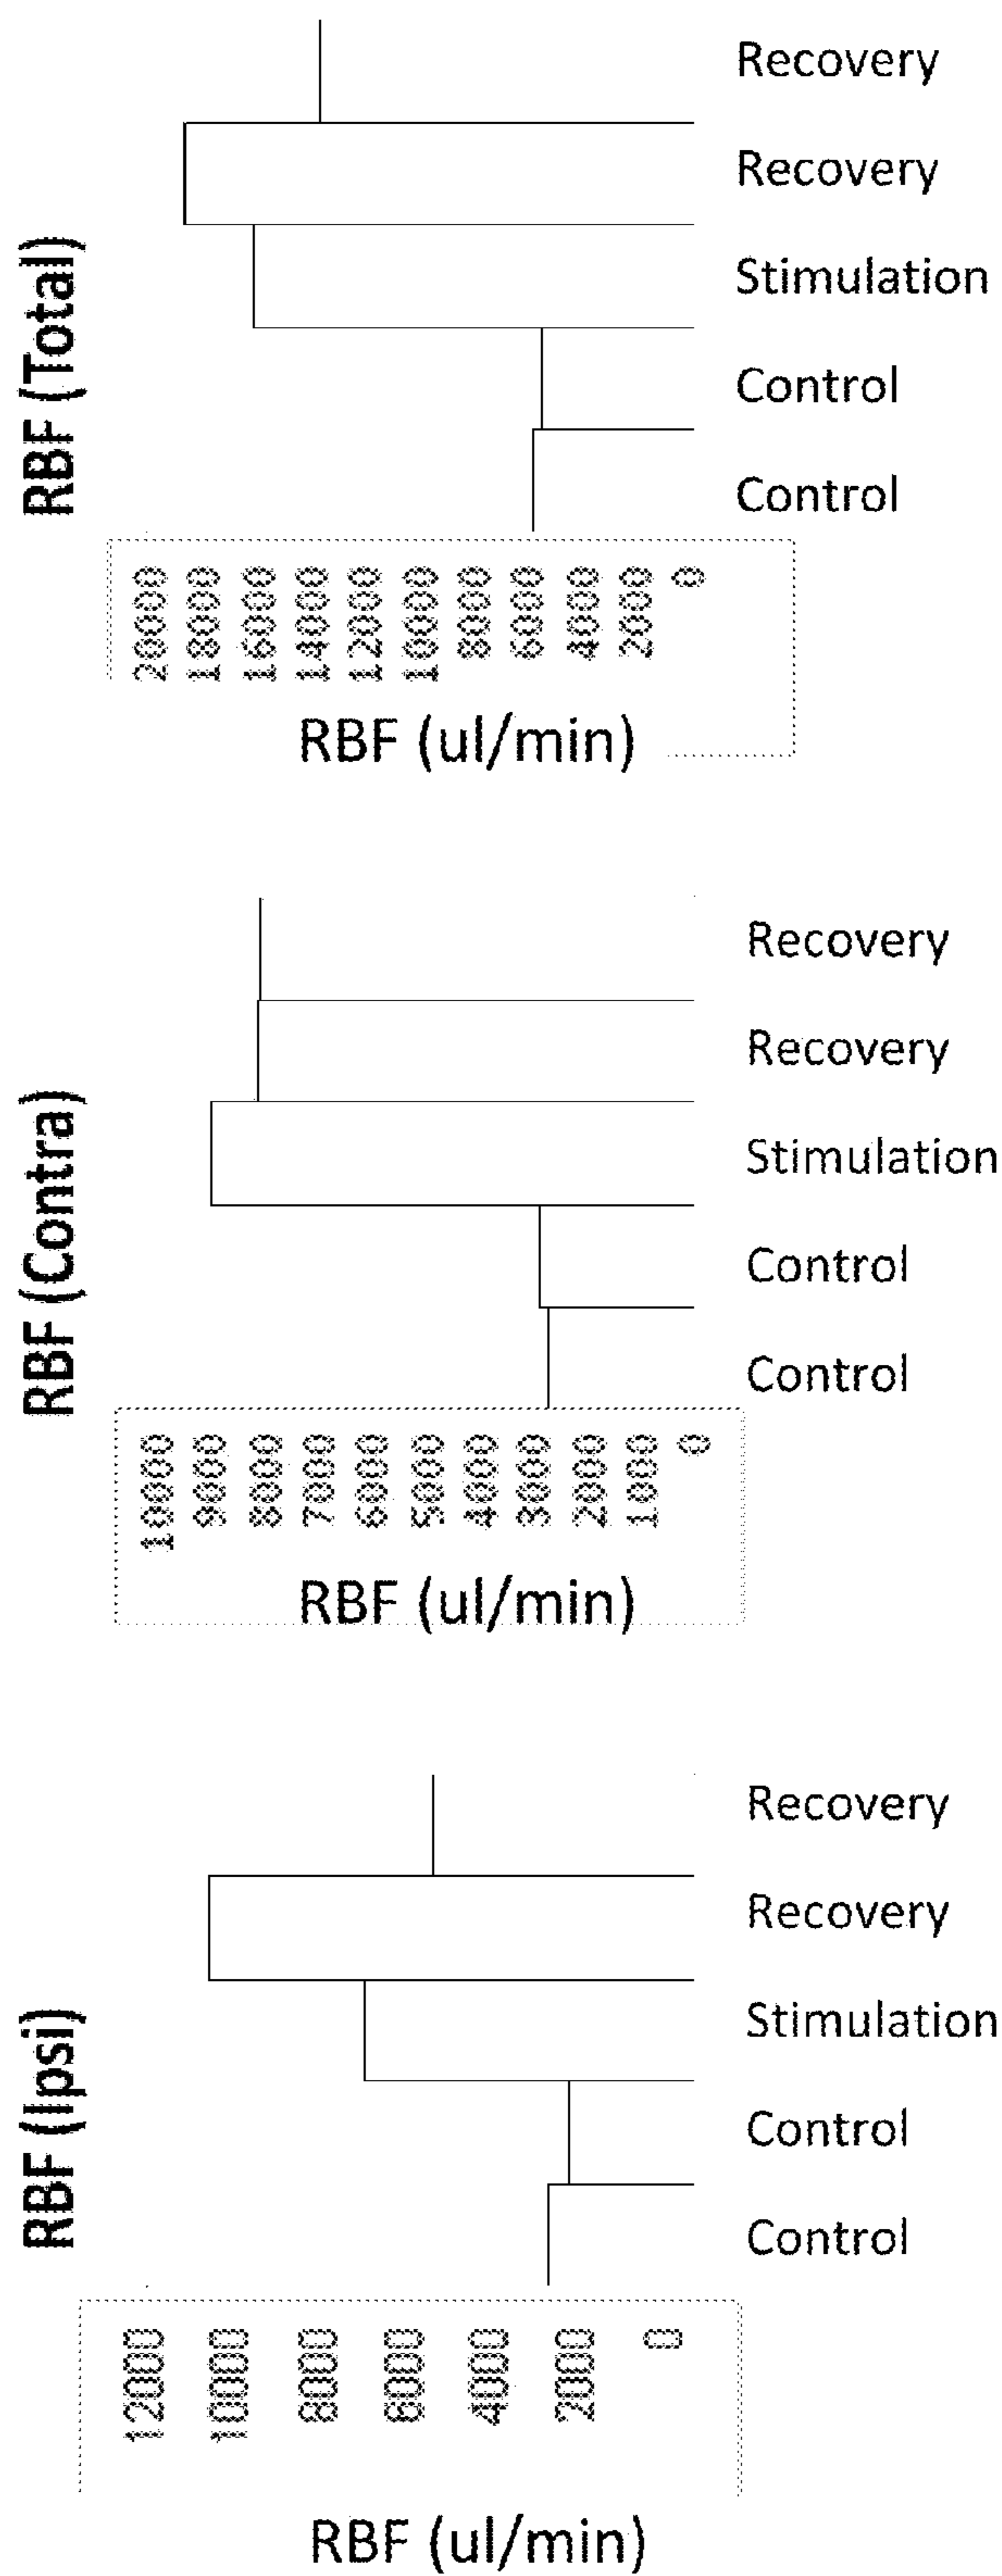 RBF (Total)
Recovery
Recovery
Stimulation
Control
Control
20000
18000
16000
14000
12000
10000
8000
6000
4000
2000
0
RBF (ul/min)
RBF (Contra)
Recovery
Recovery
Stimulation
Control
Control
10000
9000
8000
7000
6000
5000
4000
3000
2000
1000
0
RBF (ul/min)
RBF (Ipsi)
Recovery
Recovery
Stimulation
Control
Control
12000
10000
8000
6000
4000
2000
0
RBF (ul/min)